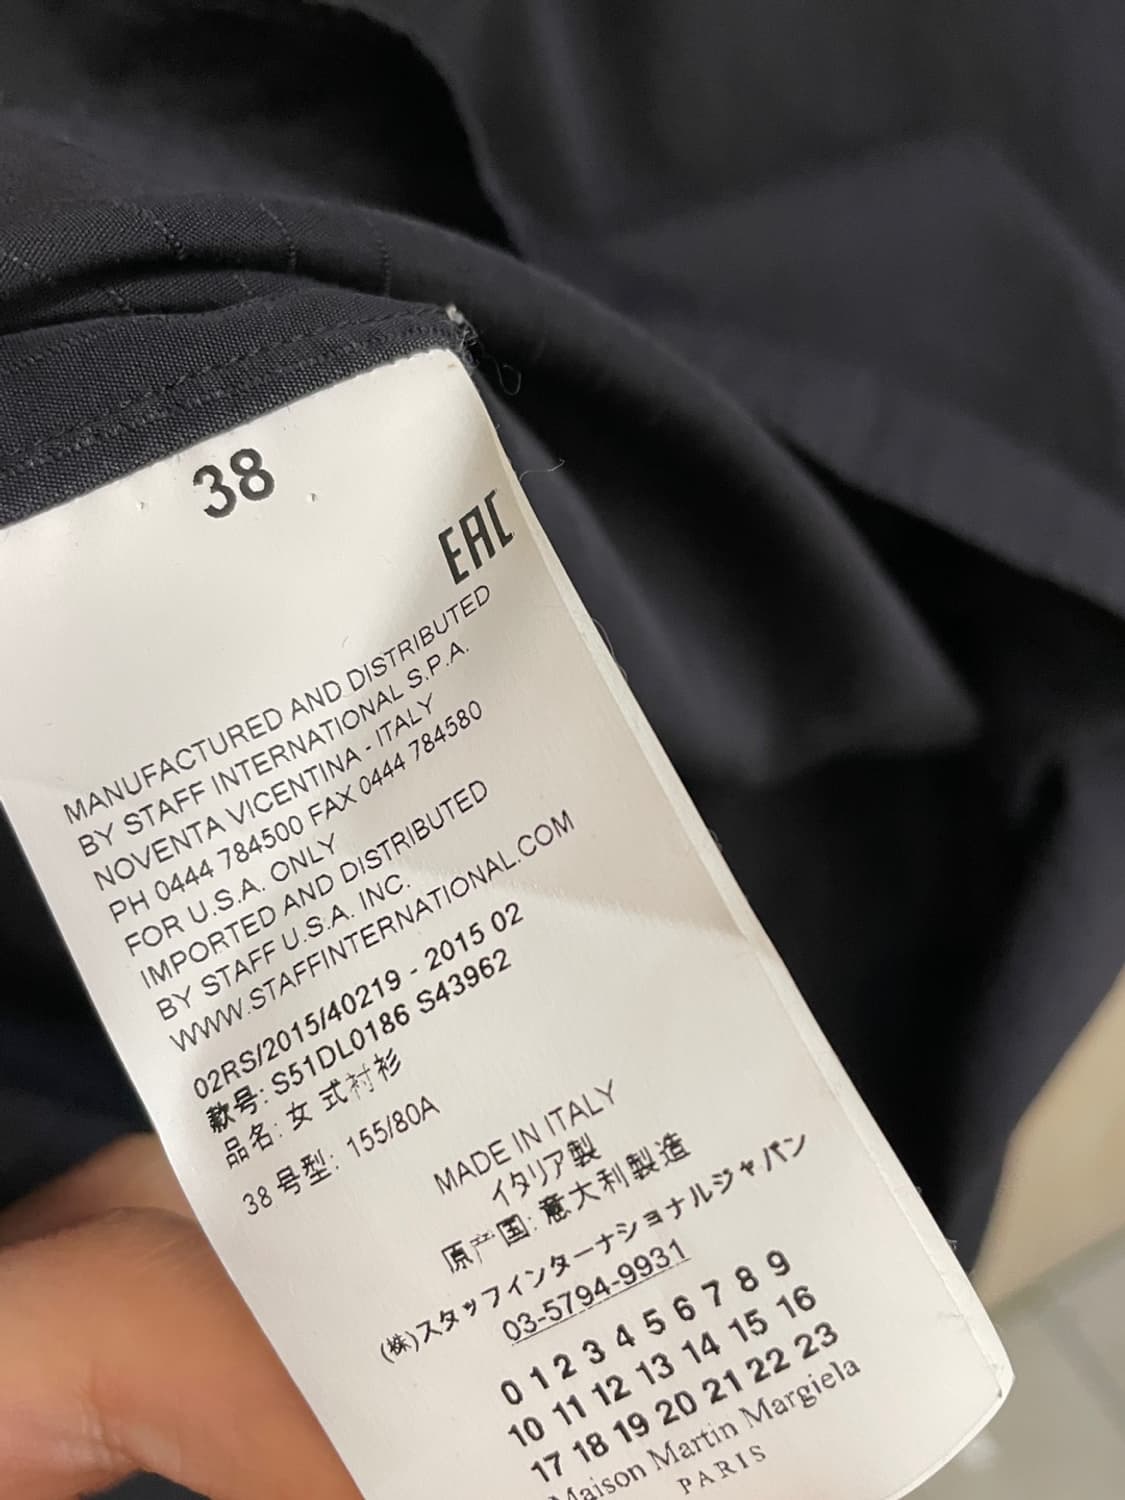 38
EAC
MANUFACTURED AND DISTRIBUTED
BY STAFF INTERNATIONAL S.P.A.
NOVENTA VICENTINA - ITALY
PH 0444 784500 FAX 0444 784580
FOR U.S.A. ONLY
IMPORTED AND DISTRIBUTED
BY STAFF U.S.A. INC.
WWW.STAFFINTERNATIONAL.COM
02RS/2015/40219 - 2015 02
款号: S51DL0186 S43962
品名: 女 式衬衫
38 号型: 155/80A
MADE IN ITALY
イタリア製
原产国: 意大利製造
(株)スタッフインターナショナルジャパン
03-5794-9931
0 1 2 3 4 5 6 7 8 9
10 11 12 13 14 15 16
17 18 19 20 21 22 23
Maison Martin Margiela
PARIS